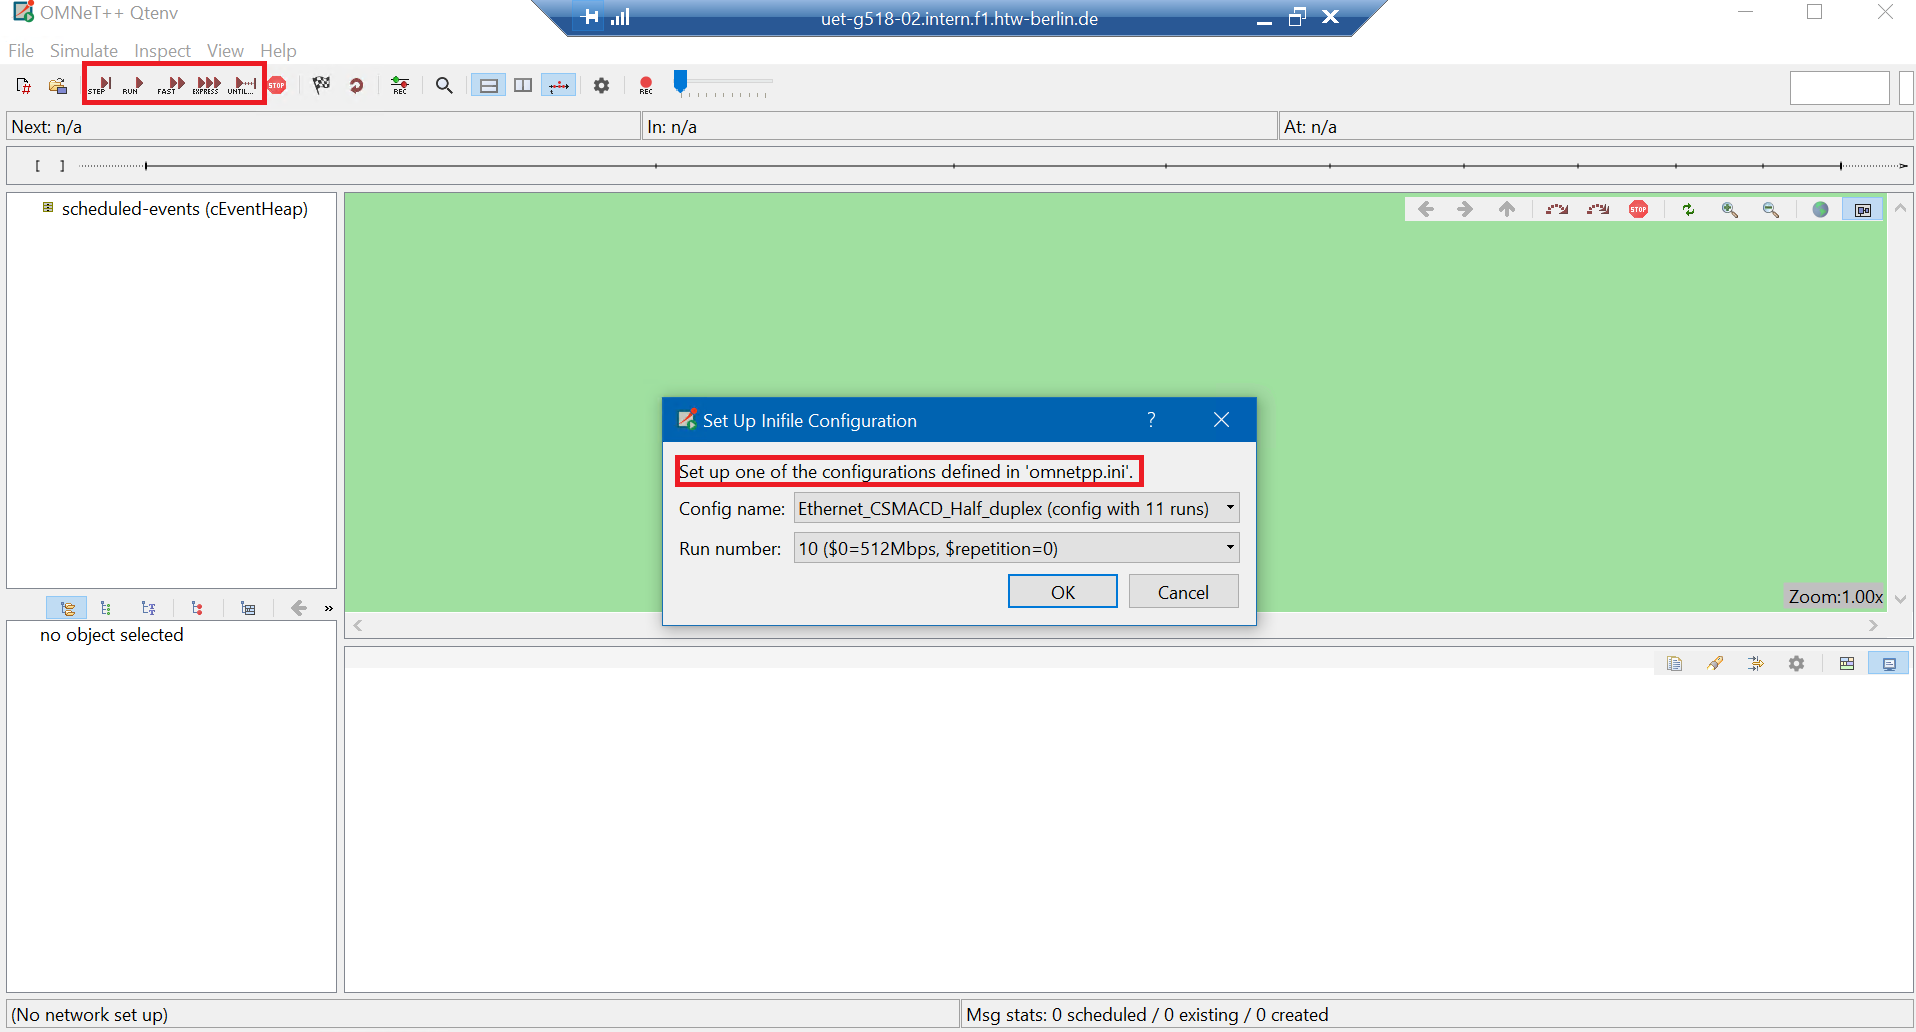 OMNeT++ Qtenv
uet-g518-02.intern.f1.htw-berlin.de
File Simulate Inspect View Help
STEP RUN FAST EXPRESS UNTIL... STOP REC REC
Next: n/a In: n/a At: n/a
[ ]
scheduled-events (cEventHeap)
STOP
Set Up Inifile Configuration ?
Set up one of the configurations defined in 'omnetpp.ini'.
Config name: Ethernet_CSMACD_Half_duplex (config with 11 runs)
Run number: 10 ($0=512Mbps, $repetition=0)
OK Cancel
Zoom:1.00x
»
no object selected
(No network set up) Msg stats: 0 scheduled / 0 existing / 0 created